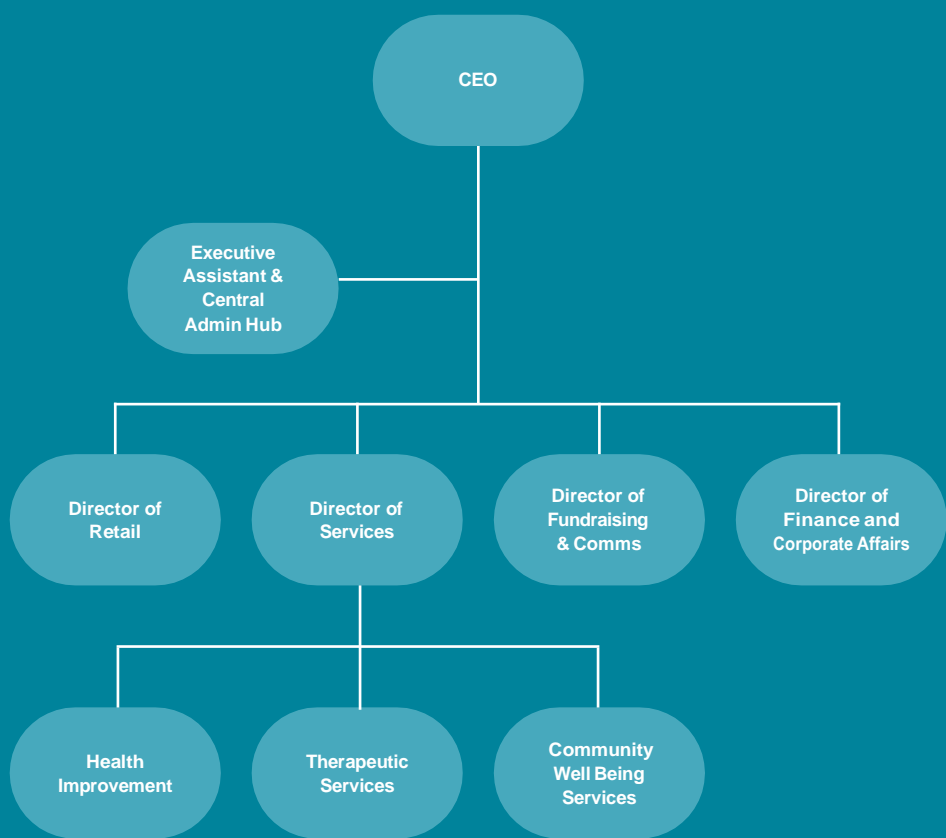 CEO
Executive
Assistant &
Central
Admin Hub
Director of
Retail
Director of
Services
Director of
Fundraising
& Comms
Director of
Finance and
Corporate Affairs
Health
Improvement
Therapeutic
Services
Community
Well Being
Services